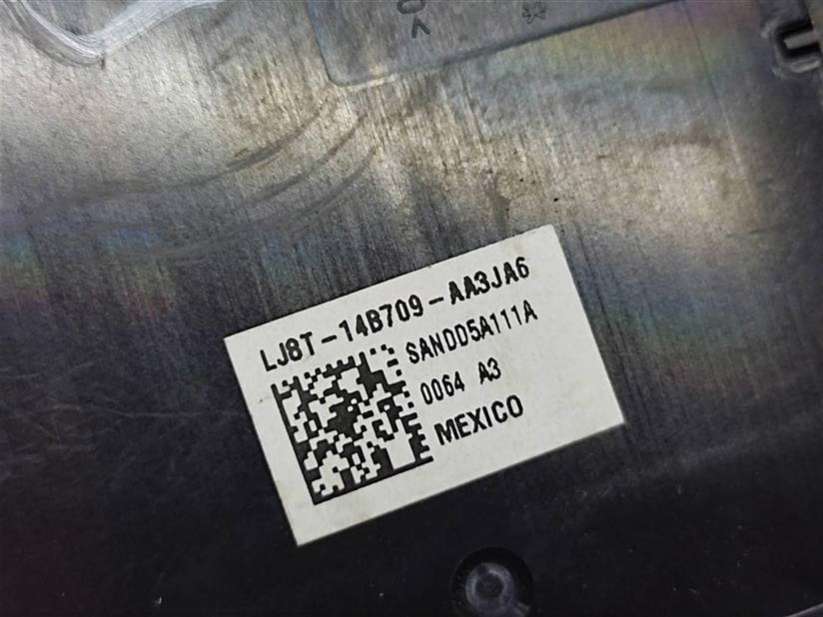 LJ8T-14B709-AA3JA6
SANDD5A111A
0064 A3
MEXICO